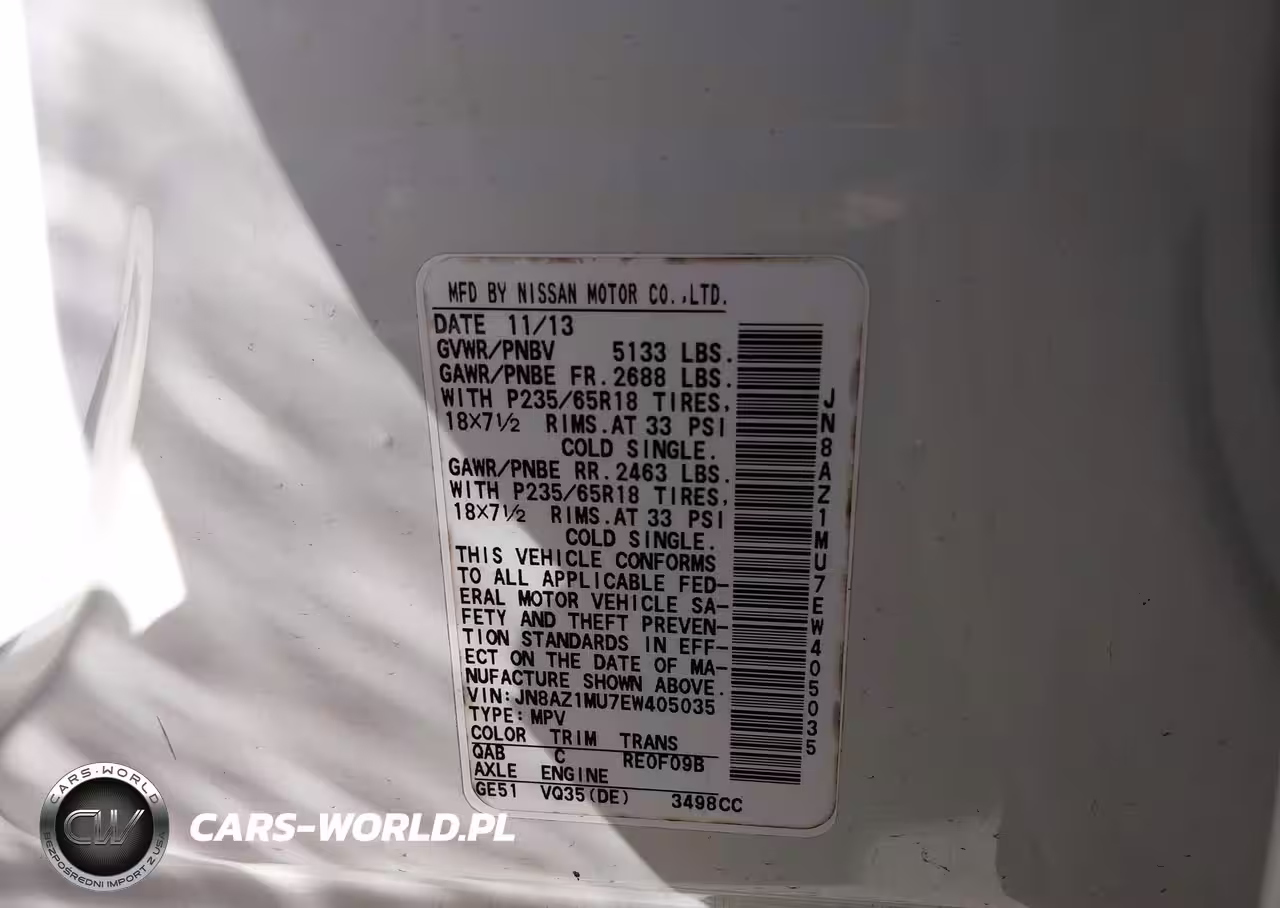 MFD BY NISSAN MOTOR CO.,LTD.
DATE 11/13
GVWR/PNBV 5133 LBS.
GAWR/PNBE FR. 2688 LBS.
WITH P235/65R18 TIRES,
18X7½ RIMS. AT 33 PSI
COLD SINGLE.
GAWR/PNBE RR. 2463 LBS.
WITH P235/65R18 TIRES,
18X7½ RIMS. AT 33 PSI
COLD SINGLE.
THIS VEHICLE CONFORMS
TO ALL APPLICABLE FED-
ERAL MOTOR VEHICLE SA-
FETY AND THEFT PREVEN-
TION STANDARDS IN EFF-
ECT ON THE DATE OF MA-
NUFACTURE SHOWN ABOVE.
VIN:JN8AZ1MU7EW405035
TYPE:MPV
COLOR TRIM TRANS
QAB C RE0F09B
AXLE ENGINE
GE51 VQ35(DE) 3498CC
JN8AZ1MU7EW405035
CARS-WORLD
CW
BEZPOŚREDNI IMPORT Z USA
CARS-WORLD.PL